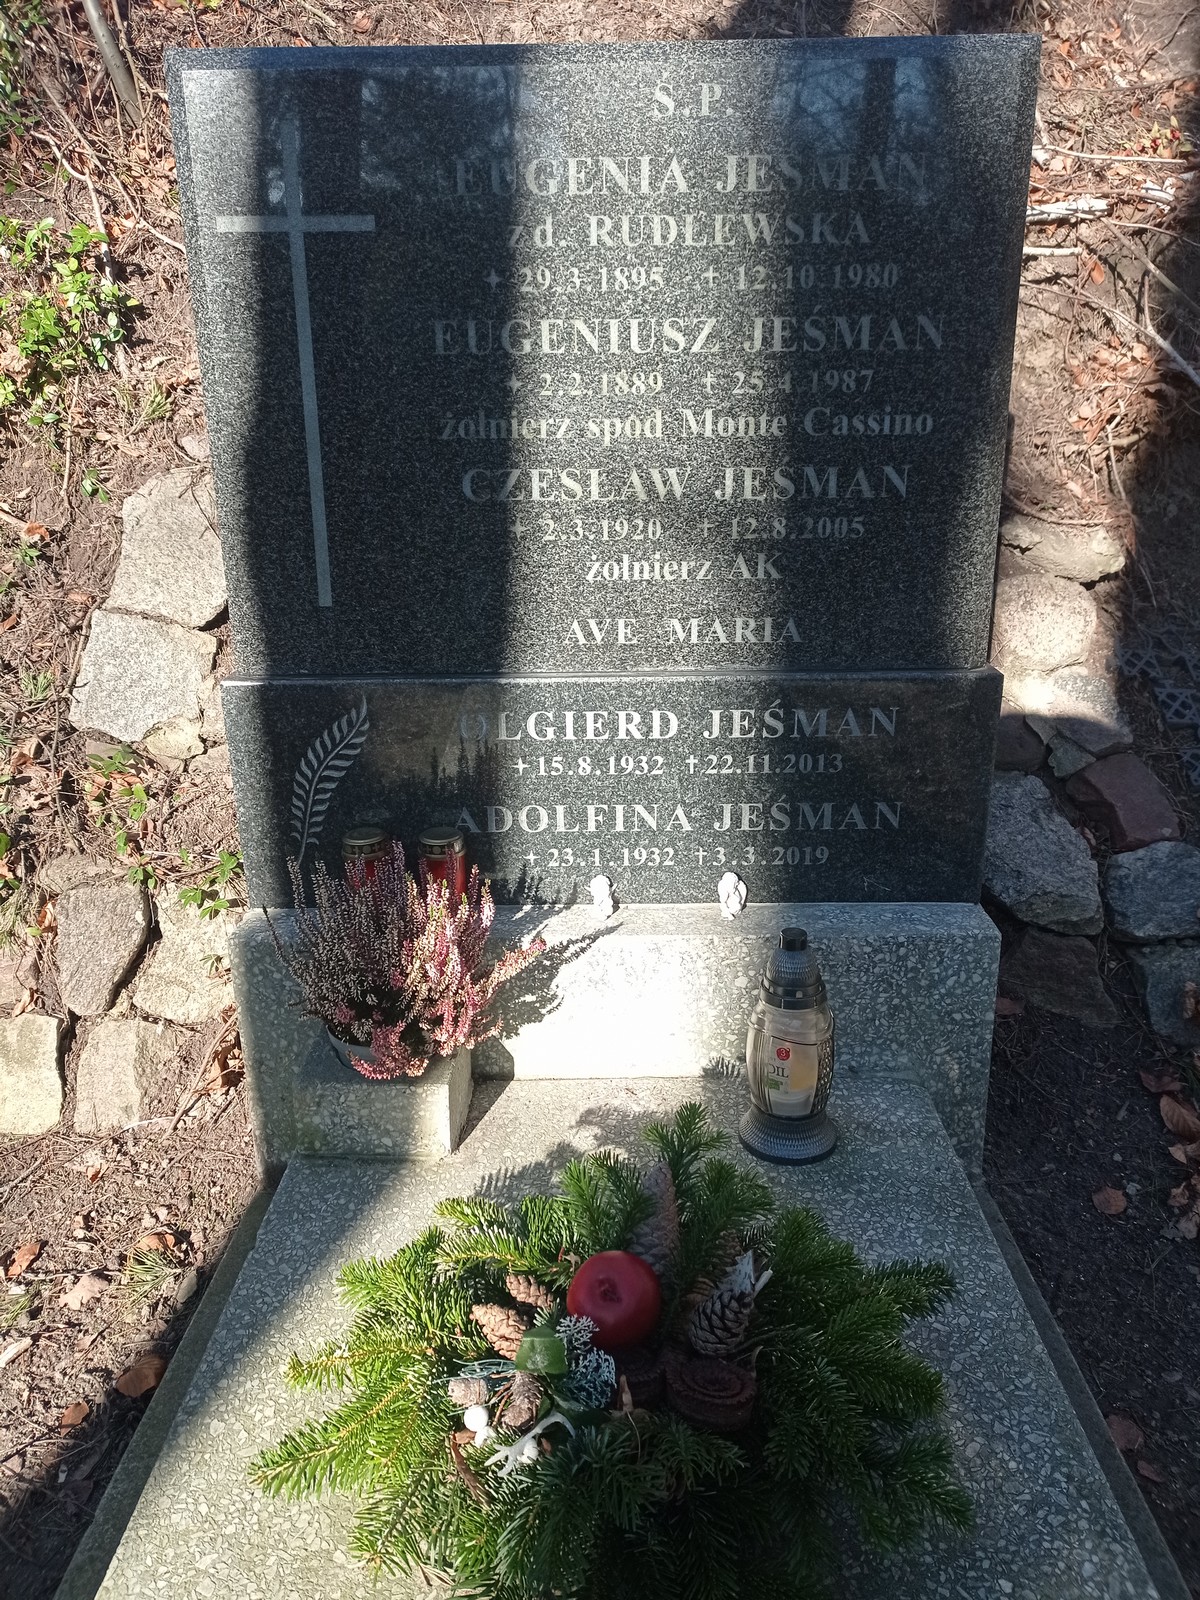 Ś.P.
EUGENIA JEŚMAN
zd. RUDLEWSKA
+ 29.3.1895 † 12.10.1980
EUGENIUSZ JEŚMAN
+ 2.2.1889 † 25.4.1987
żołnierz spod Monte Cassino
CZESŁAW JEŚMAN
+ 2.3.1920 † 12.8.2005
żołnierz AK
AVE MARIA
OLGIERD JEŚMAN
+15.8.1932 †22.11.2013
ADOLFINA JEŚMAN
+23.1.1932 †3.3.2019
OIL